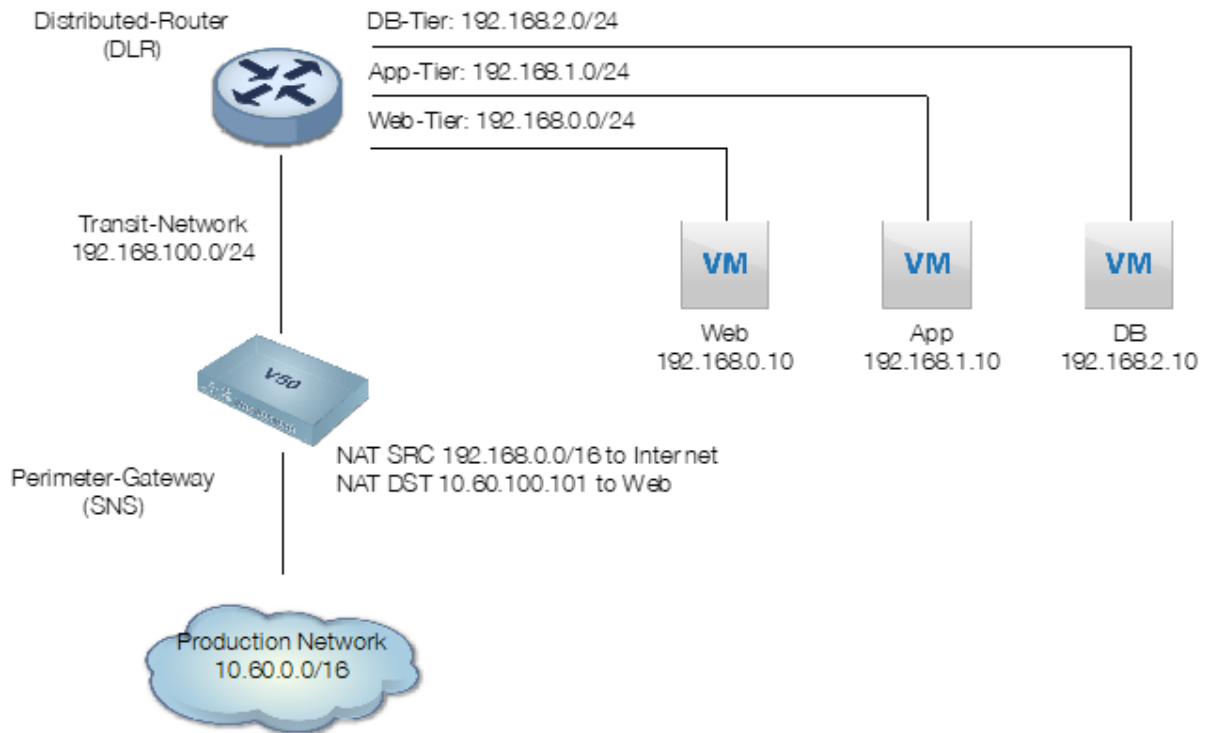 Distributed-Router
(DLR)
DB-Tier: 192.168.2.0/24
App-Tier: 192.168.1.0/24
Web-Tier: 192.168.0.0/24
Transit-Network
192.168.100.0/24
VM
VM
VM
Web
192.168.0.10
App
192.168.1.10
DB
192.168.2.10
V50
NAT SRC 192.168.0.0/16 to Internet
NAT DST 10.60.100.101 to Web
Perimeter-Gateway
(SNS)
Production Network
10.60.0.0/16